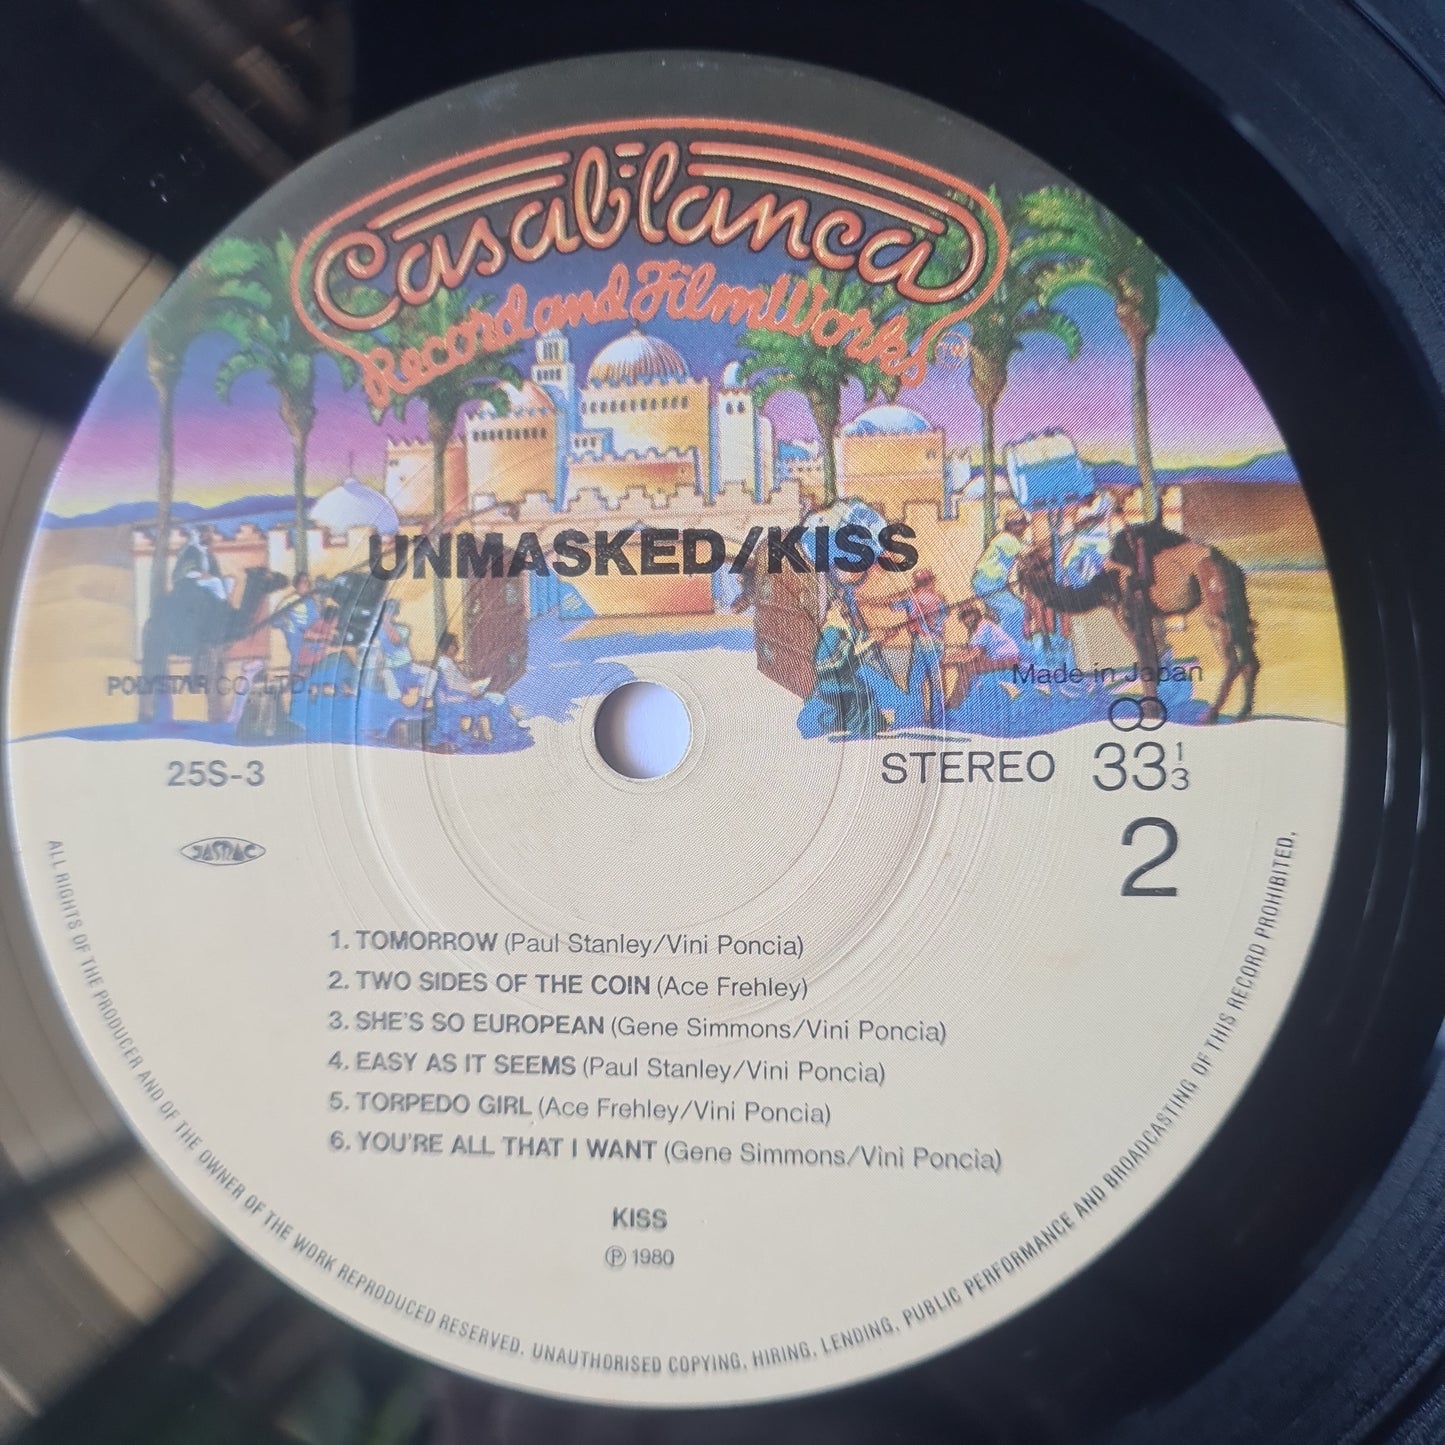 Casablanca
Record and FilmWorks
UNMASKED/KISS
POLYSTAR CO., LTD.
Made in Japan
25S-3
STEREO 33 1/3
2
JASRAC
1. TOMORROW (Paul Stanley/Vini Poncia)
2. TWO SIDES OF THE COIN (Ace Frehley)
3. SHE'S SO EUROPEAN (Gene Simmons/Vini Poncia)
4. EASY AS IT SEEMS (Paul Stanley/Vini Poncia)
5. TORPEDO GIRL (Ace Frehley/Vini Poncia)
6. YOU'RE ALL THAT I WANT (Gene Simmons/Vini Poncia)
KISS
℗ 1980
ALL RIGHTS OF THE PRODUCER AND OF THE OWNER OF THE WORK REPRODUCED RESERVED. UNAUTHORISED COPYING, HIRING, LENDING, PUBLIC PERFORMANCE AND BROADCASTING OF THIS RECORD PROHIBITED.